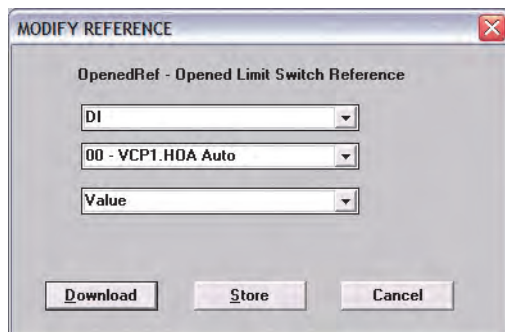 MODIFY REFERENCE
OpenedRef - Opened Limit Switch Reference
DI
00 - VCP1.HOA Auto
Value
Download Store Cancel